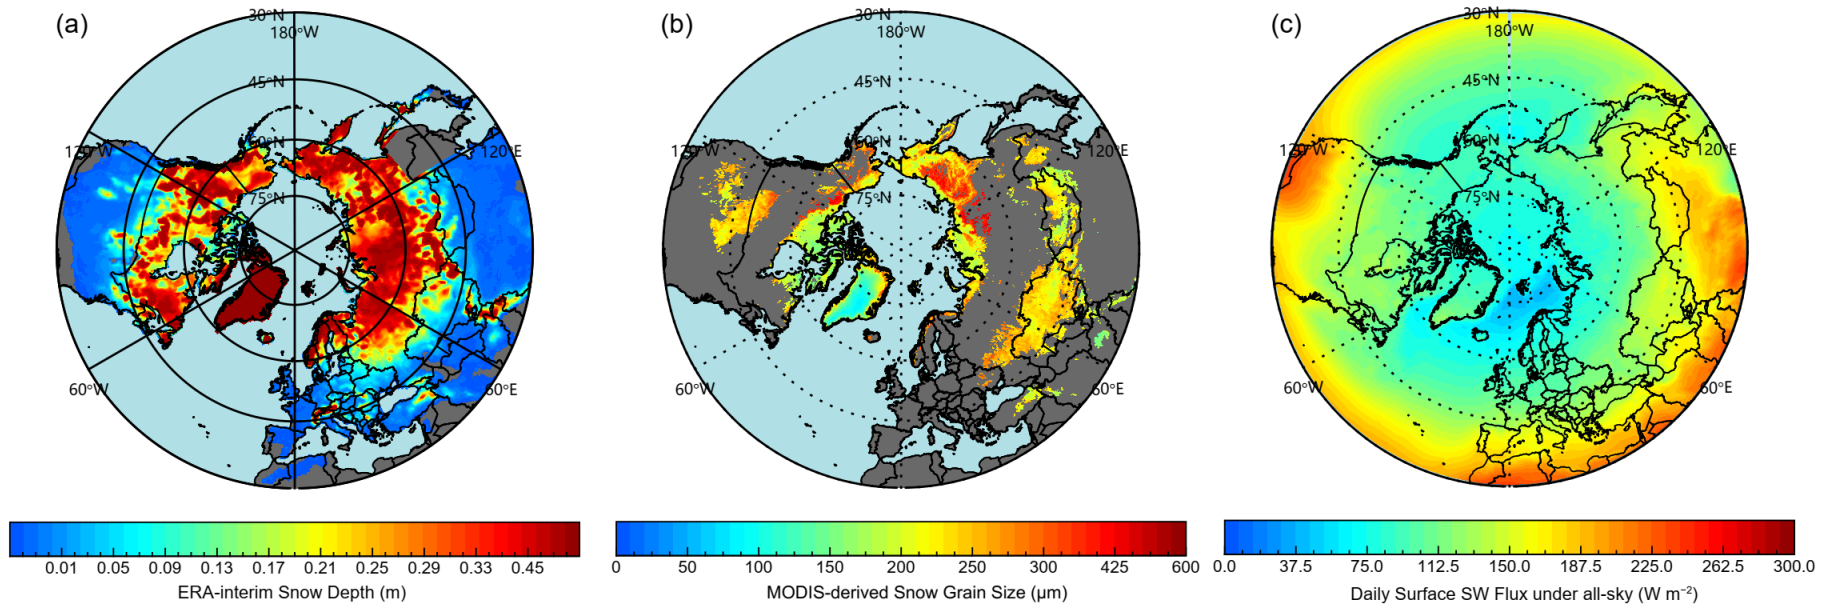 (a)
30°N
180°W
45°N
60°N
75°N
120°W
120°E
60°W
60°E
0.01 0.05 0.09 0.13 0.17 0.21 0.25 0.29 0.33 0.45
ERA-interim Snow Depth (m)
(b)
30°N
180°W
45°N
60°N
75°N
120°W
120°E
60°W
60°E
0 50 100 150 200 250 300 425 600
MODIS-derived Snow Grain Size (μm)
(c)
30°N
180°W
45°N
60°N
75°N
120°W
120°E
60°W
60°E
0.0 37.5 75.0 112.5 150.0 187.5 225.0 262.5 300.0
Daily Surface SW Flux under all-sky (W m⁻²)